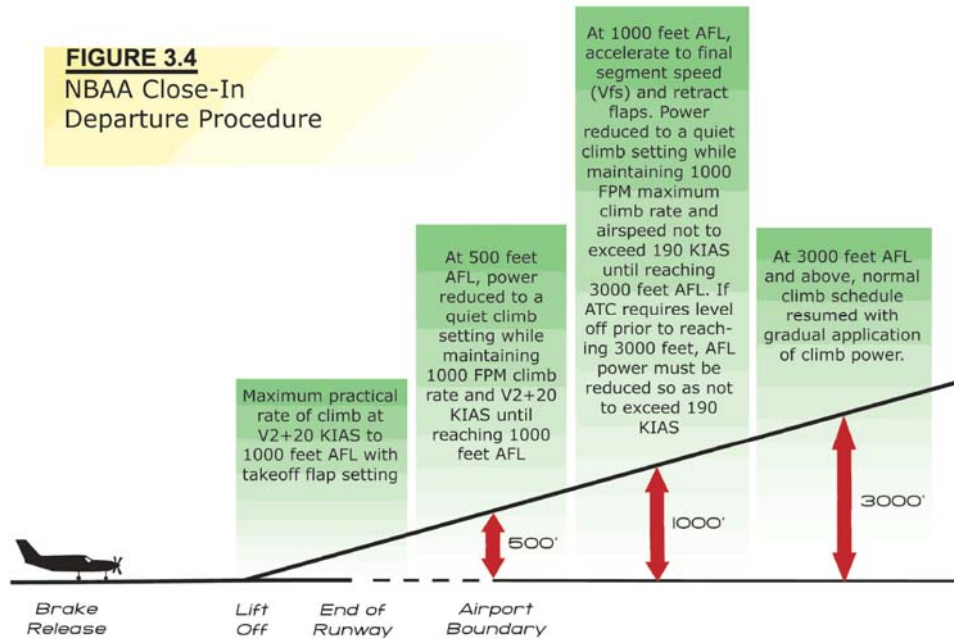 FIGURE 3.4
NBAA Close-In
Departure Procedure
Maximum practical
rate of climb at
V2+20 KIAS to
1000 feet AFL with
takeoff flap setting
At 500 feet
AFL, power
reduced to a
quiet climb
setting while
maintaining
1000 FPM climb
rate and V2+20
KIAS until
reaching 1000
feet AFL
At 1000 feet AFL,
accelerate to final
segment speed
(Vfs) and retract
flaps. Power
reduced to a quiet
climb setting while
maintaining 1000
FPM maximum
climb rate and
airspeed not to
exceed 190 KIAS
until reaching
3000 feet AFL. If
ATC requires level
off prior to reach-
ing 3000 feet, AFL
power must be
reduced so as not
to exceed 190
KIAS
At 3000 feet AFL
and above, normal
climb schedule
resumed with
gradual application
of climb power.
500'
1000'
3000'
Brake
Release
Lift
Off
End of
Runway
Airport
Boundary